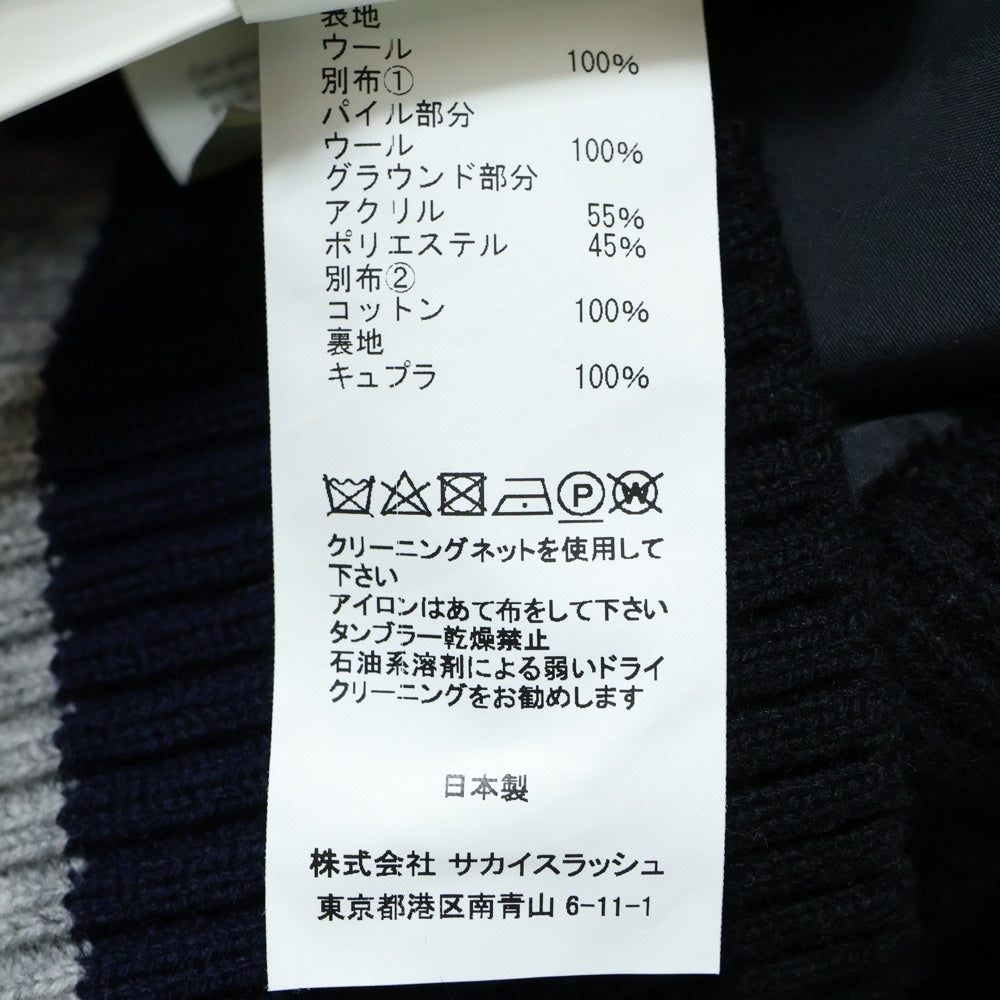 表地
ウール 100%
別布①
パイル部分
ウール 100%
グラウンド部分
アクリル 55%
ポリエステル 45%
別布②
コットン 100%
裏地
キュプラ 100%
P W
クリーニングネットを使用して
下さい
アイロンはあて布をして下さい
タンブラー乾燥禁止
石油系溶剤による弱いドライ
クリーニングをお勧めします
日本製
株式会社 サカイスラッシュ
東京都港区南青山 6-11-1